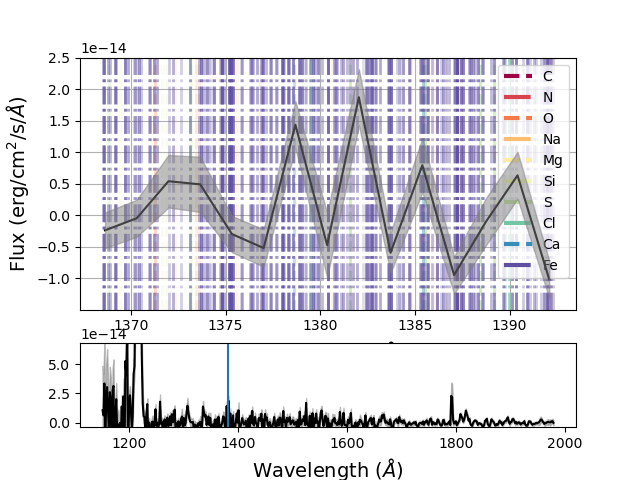 1e−14
2.5
2.0
1.5
1.0
0.5
0.0
−0.5
−1.0
Flux (erg/cm²/s/Å)
C
N
O
Na
Mg
Si
S
Cl
Ca
Fe
1370 1375 1380 1385 1390
1e−14
5.0
2.5
0.0
1200 1400 1600 1800 2000
Wavelength (Å)